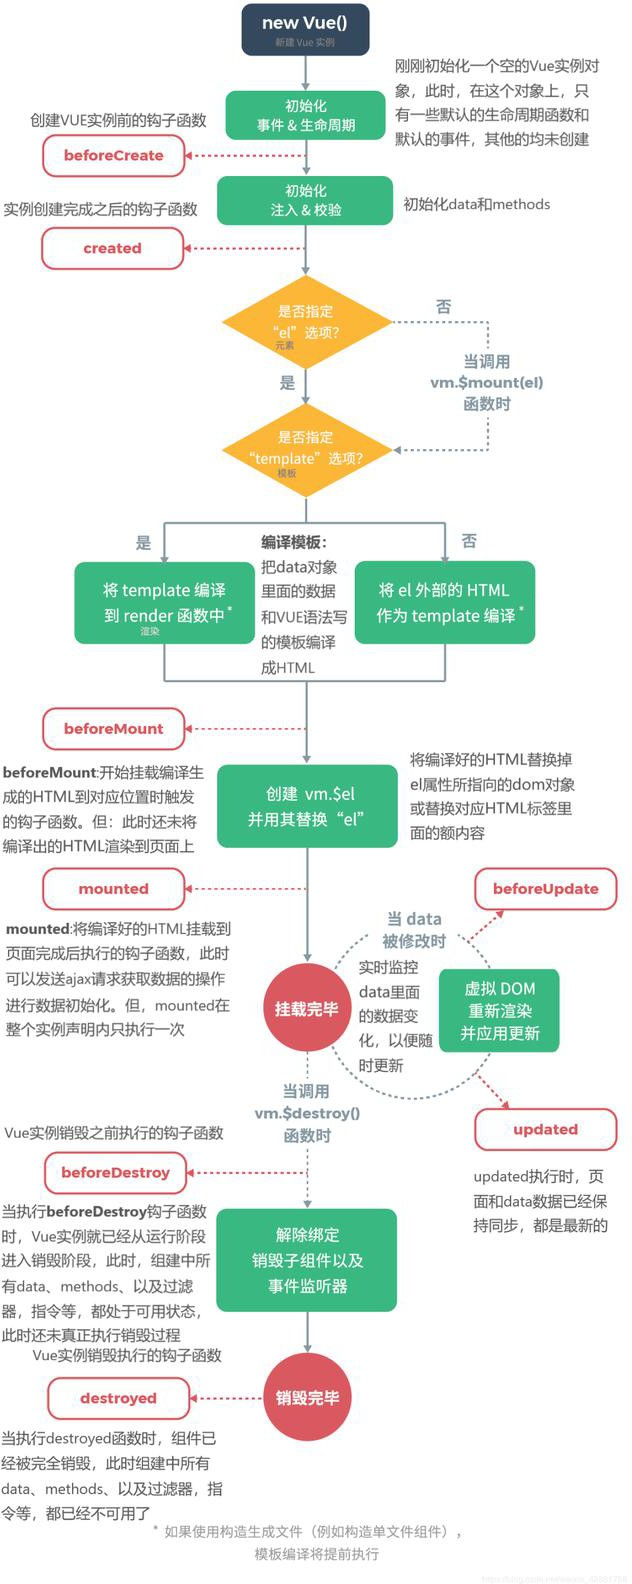 new Vue()
新建 Vue 实例
刚刚初始化一个空的Vue实例对
象，此时，在这个对象上，只
有一些默认的生命周期函数和
默认的事件，其他的均未创建
初始化
事件 & 生命周期
创建VUE实例前的钩子函数
beforeCreate
初始化
注入 & 校验
初始化data和methods
实例创建完成之后的钩子函数
created
是否指定
“el”选项？
元素
否
当调用
vm.$mount(el)
函数时
是
是否指定
“template”选项？
模板
是
否
编译模板：
把data对象
里面的数据
和VUE语法写
的模板编译
成HTML
将 template 编译
到 render 函数中*
渲染
将 el 外部的 HTML
作为 template 编译*
beforeMount
beforeMount:开始挂载编译生
成的HTML到对应位置时触发
的钩子函数。但：此时还未将
编译出的HTML渲染到页面上
创建 vm.$el
并用其替换“el”
将编译好的HTML替换掉
el属性所指向的dom对象
或替换对应HTML标签里
面的额内容
mounted
mounted:将编译好的HTML挂载到
页面完成后执行的钩子函数，此时
可以发送ajax请求获取数据的操作
进行数据初始化。但，mounted在
整个实例声明内只执行一次
beforeUpdate
当 data
被修改时
实时监控
data里面
的数据变
化，以便随
时更新
挂载完毕
虚拟 DOM
重新渲染
并应用更新
updated
updated执行时，页
面和data数据已经保
持同步，都是最新的
当调用
vm.$destroy()
函数时
Vue实例销毁之前执行的钩子函数
beforeDestroy
当执行beforeDestroy钩子函数
时，Vue实例就已经从运行阶段
进入销毁阶段，此时，组建中所
有data、methods、以及过滤
器，指令等，都处于可用状态，
此时还未真正执行销毁过程
解除绑定
销毁子组件以及
事件监听器
Vue实例销毁执行的钩子函数
destroyed
销毁完毕
当执行destroyed函数时，组件已
经被完全销毁，此时组建中所有
data、methods、以及过滤器，指
令等，都已经不可用了
* 如果使用构造生成文件（例如构造单文件组件），
模板编译将提前执行